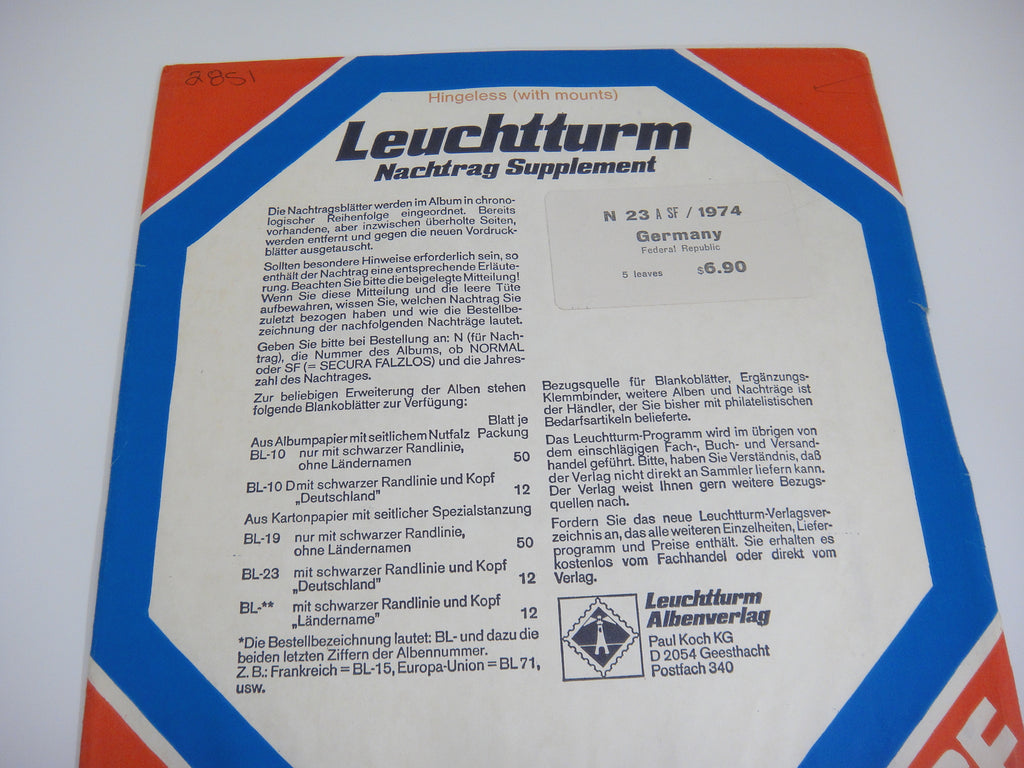 2851
Hingeless (with mounts)
Leuchtturm
Nachtrag Supplement
Die Nachtragsblätter werden im Album in chrono-
logischer Reihenfolge eingeordnet. Bereits
vorhandene, aber inzwischen überholte Seiten,
werden entfernt und gegen die neuen Vordruck-
blätter ausgetauscht.
Sollten besondere Hinweise erforderlich sein, so
enthält der Nachtrag eine entsprechende Erläute-
rung. Beachten Sie bitte die beigelegte Mitteilung!
Wenn Sie diese Mitteilung und die leere Tüte
aufbewahren, wissen Sie, welchen Nachtrag Sie
zuletzt bezogen haben und wie die Bestellbe-
zeichnung der nachfolgenden Nachträge lautet.
Geben Sie bitte bei Bestellung an: N (für Nach-
trag), die Nummer des Albums, ob NORMAL
oder SF (= SECURA FALZLOS) und die Jahres-
zahl des Nachtrages.
Zur beliebigen Erweiterung der Alben stehen
folgende Blankoblätter zur Verfügung:
Blatt je
Aus Albumpapier mit seitlichem Nutfalz Packung
BL-10 nur mit schwarzer Randlinie,
ohne Ländernamen 50
BL-10 D mit schwarzer Randlinie und Kopf
„Deutschland" 12
Aus Kartonpapier mit seitlicher Spezialstanzung
BL-19 nur mit schwarzer Randlinie,
ohne Ländernamen 50
BL-23 mit schwarzer Randlinie und Kopf
„Deutschland" 12
BL-** mit schwarzer Randlinie und Kopf
„Ländername" 12
*Die Bestellbezeichnung lautet: BL- und dazu die
beiden letzten Ziffern der Albennummer.
Z. B.: Frankreich = BL-15, Europa-Union = BL 71,
usw.
N 23 A SF / 1974
Germany
Federal Republic
5 leaves $6.90
Bezugsquelle für Blankoblätter, Ergänzungs-
Klemmbinder, weitere Alben und Nachträge ist
der Händler, der Sie bisher mit philatelistischen
Bedarfsartikeln belieferte.
Das Leuchtturm-Programm wird im übrigen von
dem einschlägigen Fach-, Buch- und Versand-
handel geführt. Bitte, haben Sie Verständnis, daß
der Verlag nicht direkt an Sammler liefern kann.
Der Verlag weist Ihnen gern weitere Bezugs-
quellen nach.
Fordern Sie das neue Leuchtturm-Verlagsver-
zeichnis an, das alle weiteren Einzelheiten, Liefer-
programm und Preise enthält. Sie erhalten es
kostenlos vom Fachhandel oder direkt vom
Verlag.
Leuchtturm
Albenverlag
Paul Koch KG
D 2054 Geesthacht
Postfach 340